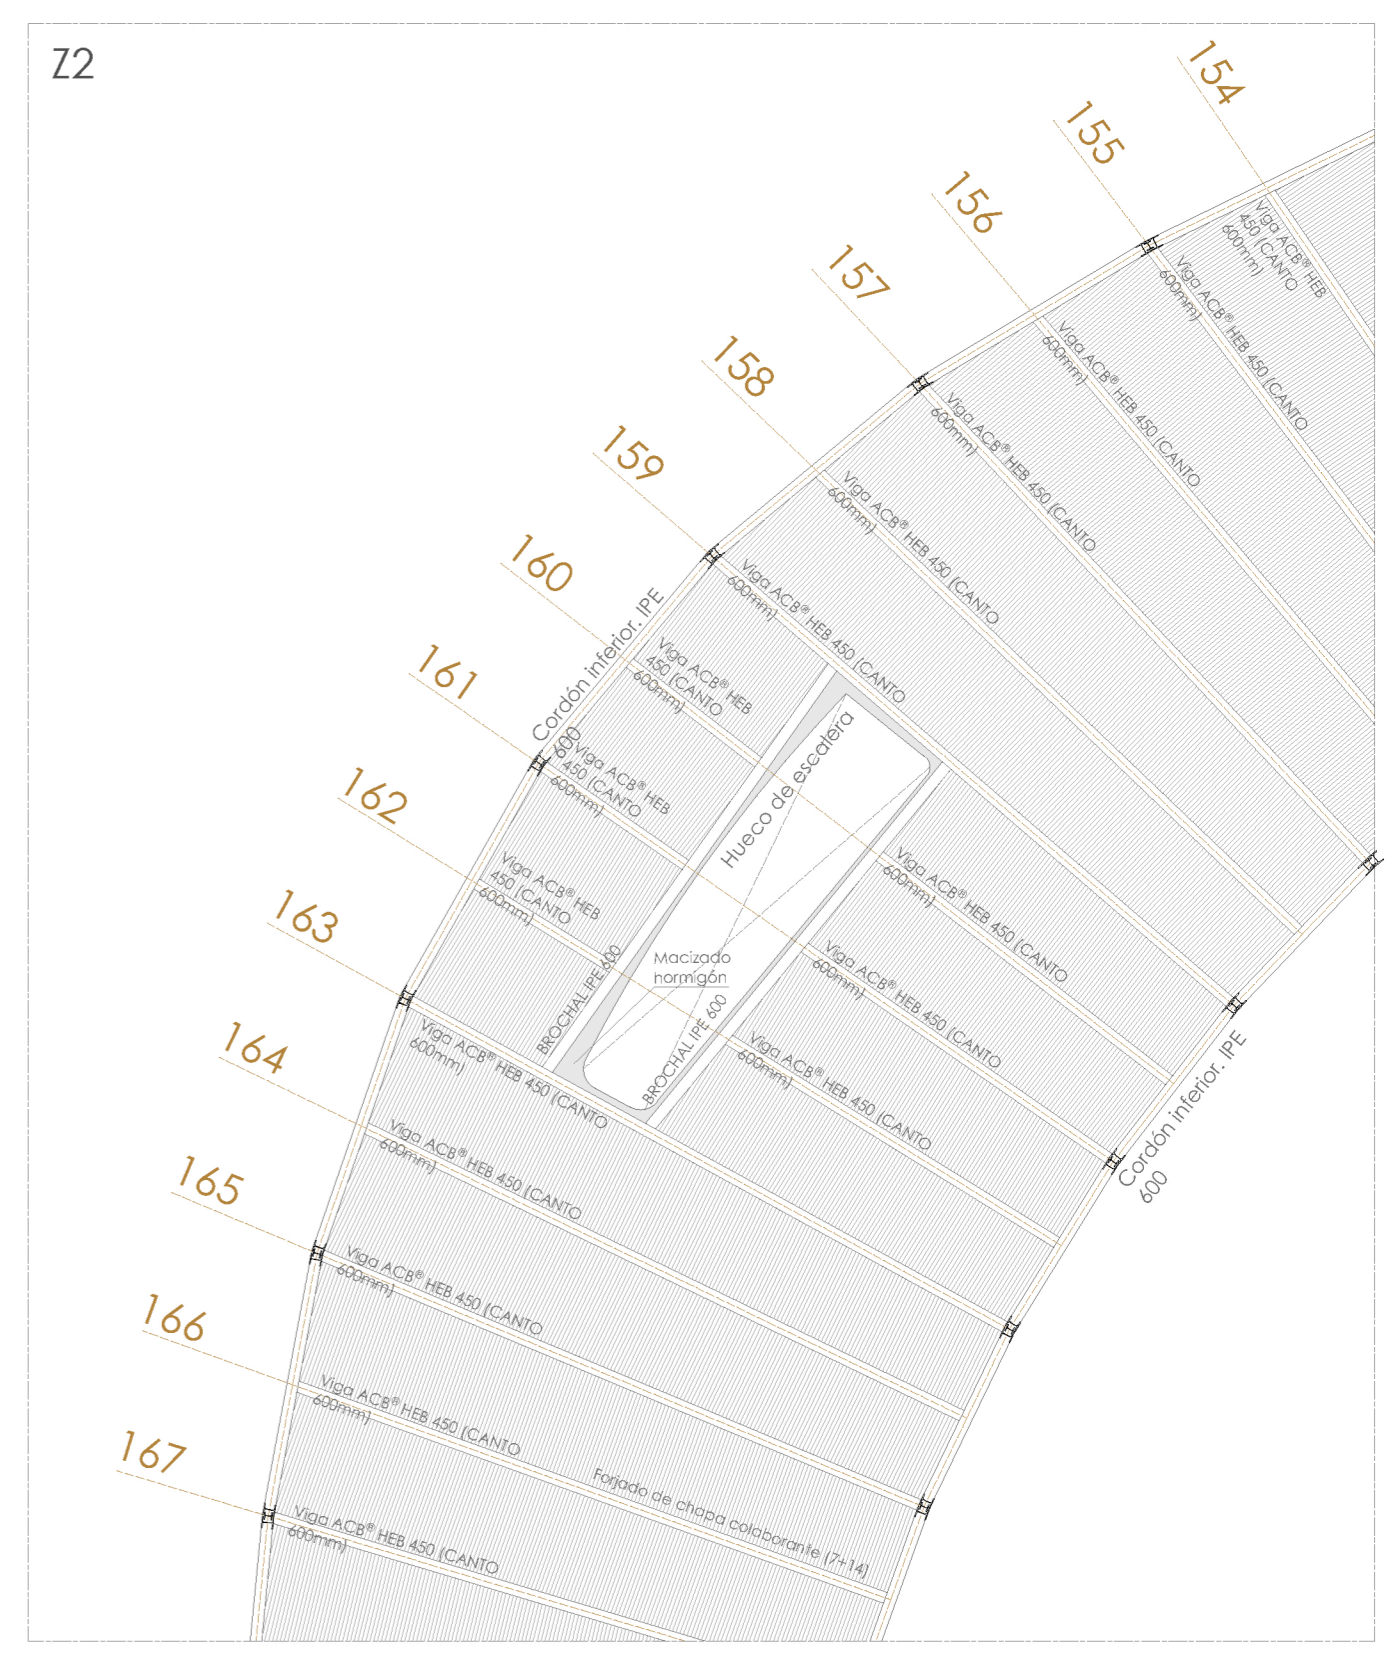 Z2
154
155
156
157
158
159
160
161
162
163
164
165
166
167
Viga ACB® HEB
450 (CANTO
600mm)
Viga ACB® HEB 450 (CANTO
600mm)
Viga ACB® HEB 450 (CANTO
600mm)
Viga ACB® HEB 450 (CANTO
600mm)
Viga ACB® HEB 450 (CANTO
600mm)
Viga ACB® HEB 450 (CANTO
600mm)
Cordón inferior. IPE
600
Viga ACB® HEB
450 (CANTO
600mm)
Viga ACB® HEB
450 (CANTO
600mm)
Viga ACB® HEB
450 (CANTO
600mm)
Hueco de escalera
Macizado
hormigón
BROCHAL IPE 600
BROCHAL IPE 600
Viga ACB® HEB 450 (CANTO
600mm)
Viga ACB® HEB 450 (CANTO
600mm)
Viga ACB® HEB 450 (CANTO
600mm)
Cordón inferior. IPE
600
Viga ACB® HEB 450 (CANTO
600mm)
Viga ACB® HEB 450 (CANTO
600mm)
Viga ACB® HEB 450 (CANTO
600mm)
Viga ACB® HEB 450 (CANTO
600mm)
Forjado de chapa colaborante (7+14)
Viga ACB® HEB 450 (CANTO
600mm)